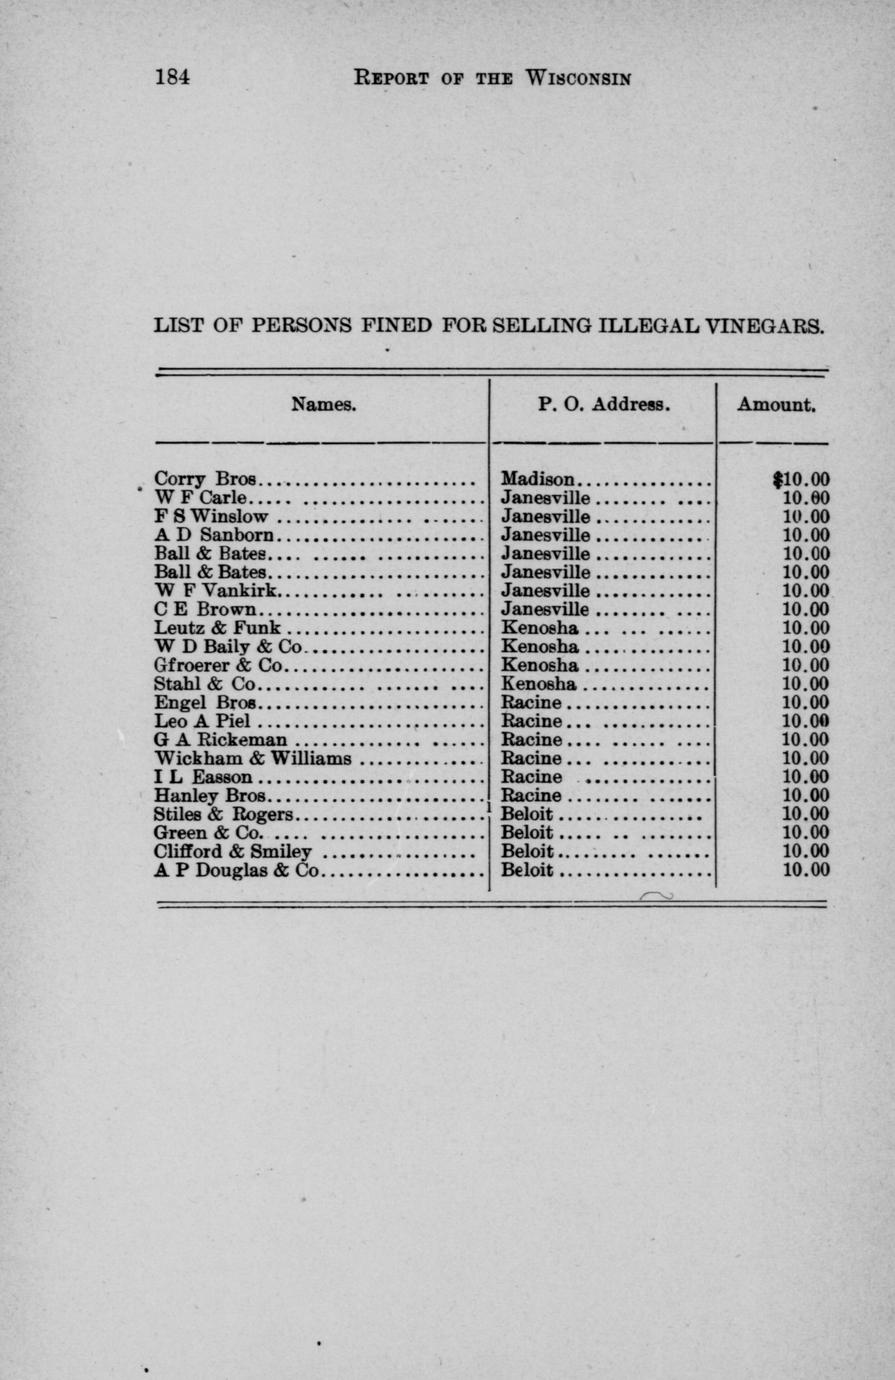 184 REPORT OF THE WISCONSIN
LIST OF PERSONS FINED FOR SELLING ILLEGAL VINEGARS.
Names. P. O. Address. Amount.
Corry Bros........................ Madison............... $10.00
W F Carle..... .................... Janesville ......... .... 10.00
F S Winslow ............... ....... Janesville ............. 10.00
A D Sanborn........................ Janesville ............. 10.00
Ball & Bates.... ...... ............ Janesville ............. 10.00
Ball & Bates........................ Janesville ............. 10.00
W F Vankirk............ .......... Janesville ............. 10.00
C E Brown......................... Janesville ........ .... 10.00
Leutz & Funk ...................... Kenosha ... ... ...... 10.00
W D Baily & Co.................... Kenosha .............. 10.00
Gfroerer & Co...................... Kenosha .............. 10.00
Stahl & Co............ ....... .... Kenosha .............. 10.00
Engel Bros......................... Racine ................ 10.00
Leo A Piel ......................... Racine... ............ 10.00
G A Rickeman .............. ...... Racine .... ...... .... 10.00
Wickham & Williams .............. Racine ... ............ 10.00
I L Easson ......................... Racine .............. 10.00
Hanley Bros........................ Racine ........ ....... 10.00
Stiles & Rogers..................... Beloit ................ 10.00
Green & Co. .... .................. Beloit ..... .. ........ 10.00
Clifford & Smiley ................. Beloit......... ....... 10.00
A P Douglas & Co.................. Beloit ................. 10.00